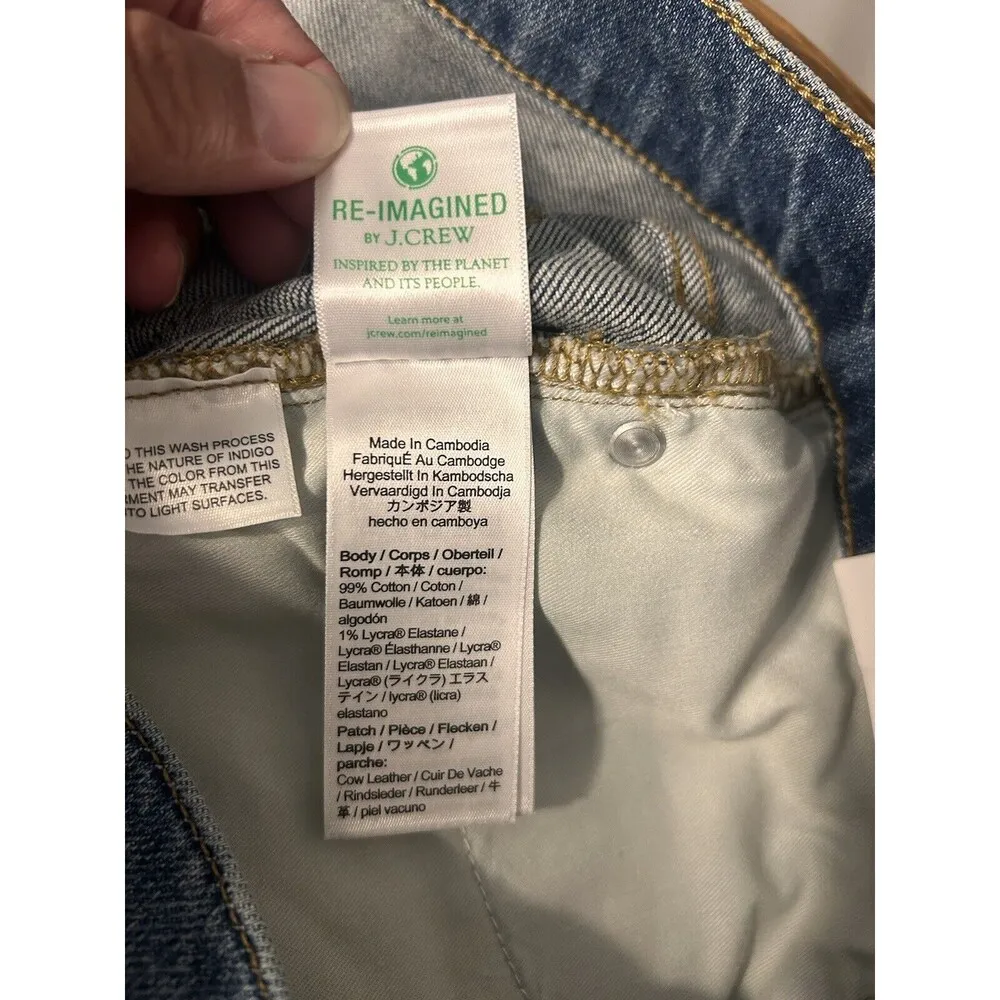 RE-IMAGINED
BY J.CREW
INSPIRED BY THE PLANET
AND ITS PEOPLE.
Learn more at
jcrew.com/reimagined
THIS WASH PROCESS
THE NATURE OF INDIGO
THE COLOR FROM THIS
MENT MAY TRANSFER
TO LIGHT SURFACES.
Made In Cambodia
FabriquÉ Au Cambodge
Hergestellt In Kambodscha
Vervaardigd In Cambodja
カンボジア製
hecho en camboya
Body / Corps / Oberteil /
Romp / 本体 / cuerpo:
99% Cotton / Coton /
Baumwolle / Katoen / 綿 /
algodón
1% Lycra® Elastane /
Lycra® Élasthanne / Lycra®
Elastan / Lycra® Elastaan /
Lycra® (ライクラ) エラス
テイン / lycra® (licra)
elastano
Patch / Pièce / Flecken /
Lapje / ワッペン /
parche:
Cow Leather / Cuir De Vache
/ Rindsleder / Runderleer / 牛
革 / piel vacuno